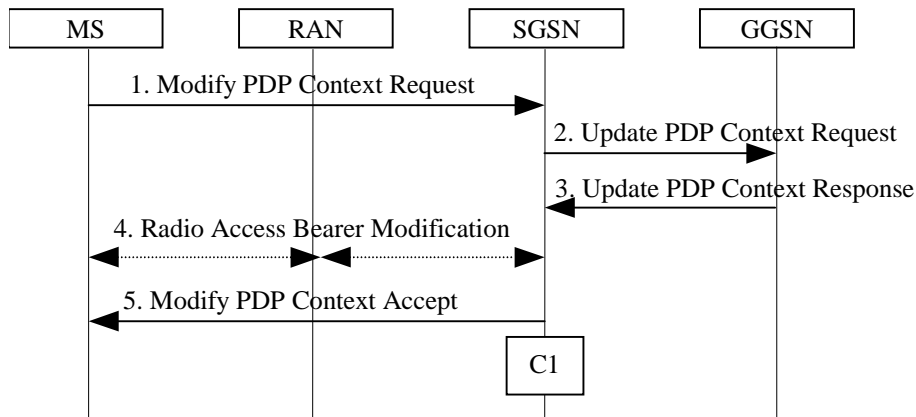 MS
RAN
SGSN
GGSN
1. Modify PDP Context Request
2. Update PDP Context Request
3. Update PDP Context Response
4. Radio Access Bearer Modification
5. Modify PDP Context Accept
C1